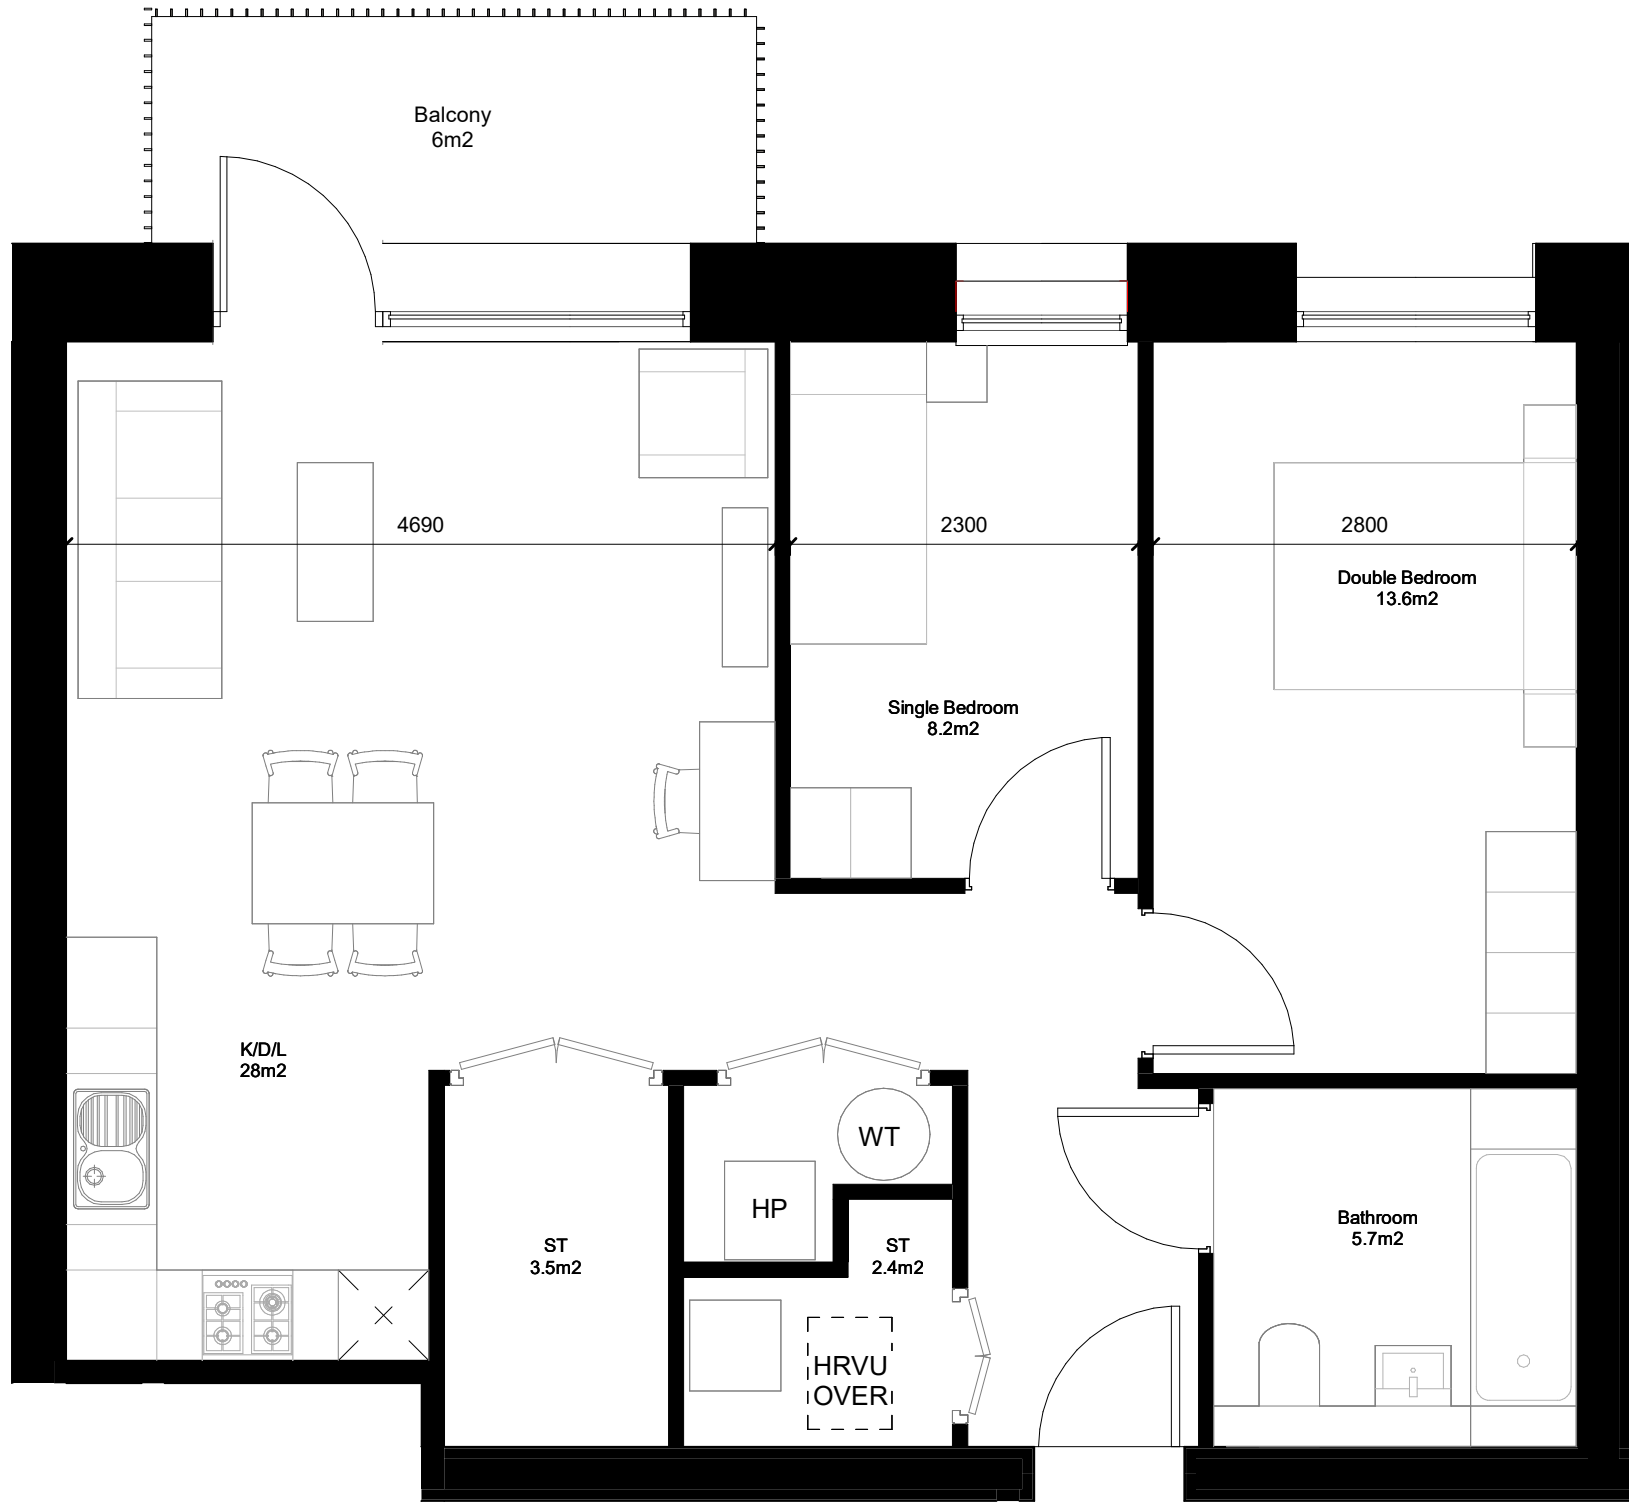 Balcony
6m2
4690
2300
2800
Double Bedroom
13.6m2
Single Bedroom
8.2m2
K/D/L
28m2
WT
HP
ST
3.5m2
ST
2.4m2
Bathroom
5.7m2
HRVU
OVER